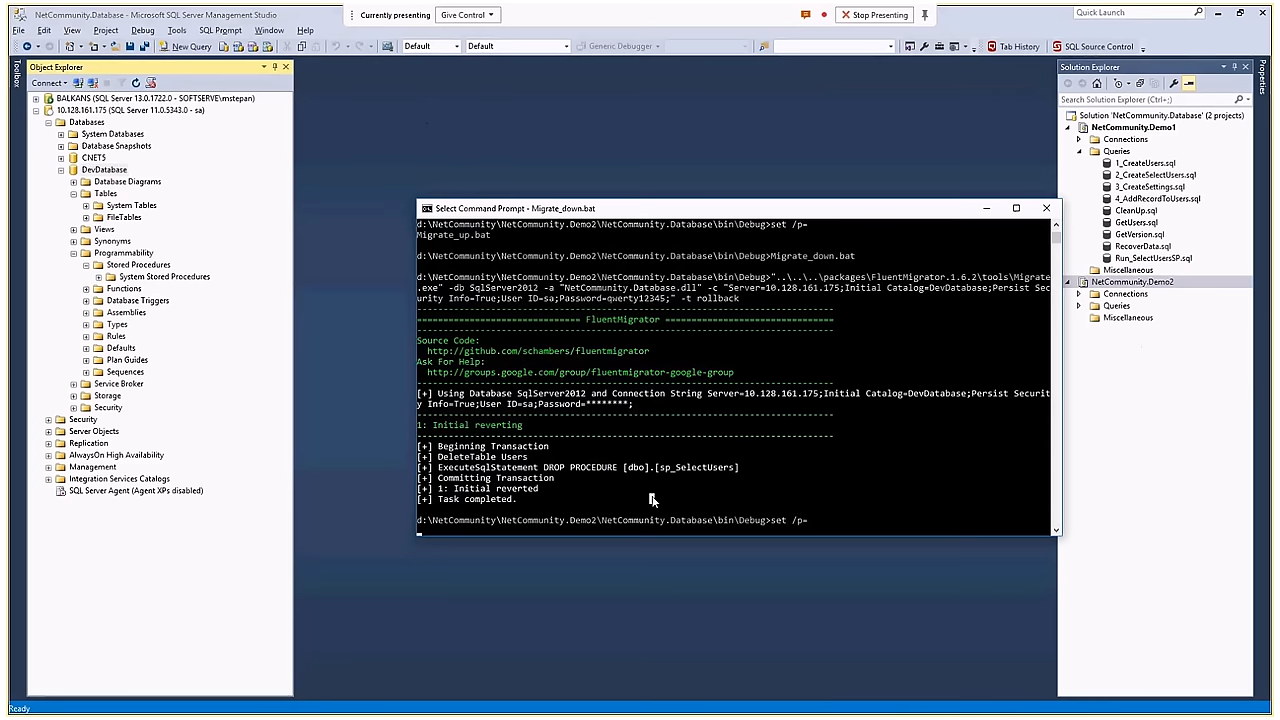 NetCommunity.Database - Microsoft SQL Server Management Studio
Currently presenting
Give Control
Stop Presenting
Quick Launch (Ctrl+Q)
File Edit View Project Debug Tools SQL Prompt Window Help
New Query
Default
Default
Generic Debugger
Tab History
SQL Source Control
Toolbox
Object Explorer
Connect
BALKANS (SQL Server 13.0.1722.0 - SOFTSERVE\mstepan)
10.128.161.175 (SQL Server 11.0.5343.0 - sa)
Databases
System Databases
Database Snapshots
CNET5
DevDatabase
Database Diagrams
Tables
System Tables
FileTables
Views
Synonyms
Programmability
Stored Procedures
System Stored Procedures
Functions
Database Triggers
Assemblies
Types
Rules
Defaults
Plan Guides
Sequences
Service Broker
Storage
Security
Security
Server Objects
Replication
AlwaysOn High Availability
Management
Integration Services Catalogs
SQL Server Agent (Agent XPs disabled)
Select Command Prompt - Migrate_down.bat
d:\NetCommunity\NetCommunity.Demo2\NetCommunity.Database\bin\Debug>set /p=
Migrate_up.bat
d:\NetCommunity\NetCommunity.Demo2\NetCommunity.Database\bin\Debug>Migrate_down.bat
d:\NetCommunity\NetCommunity.Demo2\NetCommunity.Database\bin\Debug>"..\..\..\packages\FluentMigrator.1.6.2\tools\Migrate
.exe" -db SqlServer2012 -a "NetCommunity.Database.dll" -c "Server=10.128.161.175;Initial Catalog=DevDatabase;Persist Sec
urity Info=True;User ID=sa;Password=qwerty12345;" -t rollback
=============================== FluentMigrator ================================
Source Code:
http://github.com/schambers/fluentmigrator
Ask For Help:
http://groups.google.com/group/fluentmigrator-google-group
[+] Using Database SqlServer2012 and Connection String Server=10.128.161.175;Initial Catalog=DevDatabase;Persist Securit
y Info=True;User ID=sa;Password=********;
1: Initial reverting
[+] Beginning Transaction
[+] DeleteTable Users
[+] ExecuteSqlStatement DROP PROCEDURE [dbo].[sp_SelectUsers]
[+] Committing Transaction
[+] 1: Initial reverted
[+] Task completed.
d:\NetCommunity\NetCommunity.Demo2\NetCommunity.Database\bin\Debug>set /p=
Solution Explorer
Search Solution Explorer (Ctrl+;)
Solution 'NetCommunity.Database' (2 projects)
NetCommunity.Demo1
Connections
Queries
1_CreateUsers.sql
2_CreateSelectUsers.sql
3_CreateSettings.sql
4_AddRecordToUsers.sql
CleanUp.sql
GetUsers.sql
GetVersion.sql
RecoverData.sql
Run_SelectUsersSP.sql
Miscellaneous
NetCommunity.Demo2
Connections
Queries
Miscellaneous
Properties
Ready